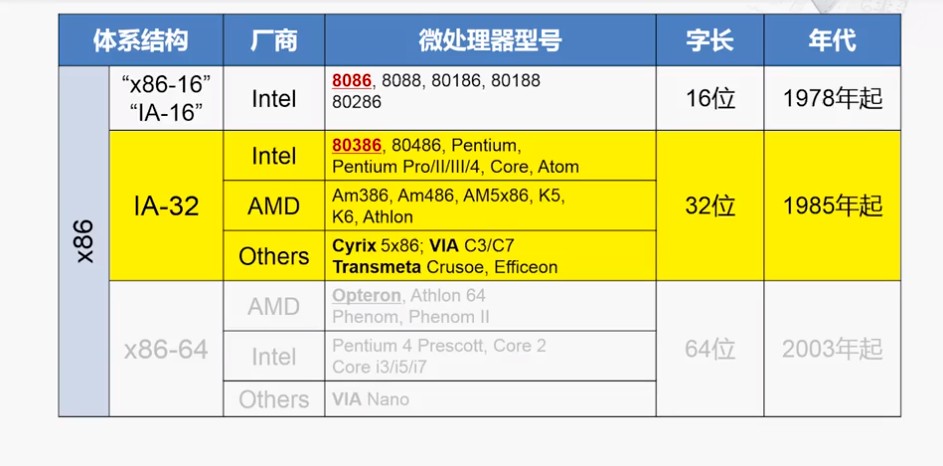 体系结构 厂商 微处理器型号 字长 年代
x86
“x86-16”
“IA-16”
Intel
8086, 8088, 80186, 80188
80286
16位
1978年起
IA-32
Intel
80386, 80486, Pentium,
Pentium Pro/II/III/4, Core, Atom
AMD
Am386, Am486, AM5x86, K5,
K6, Athlon
Others
Cyrix 5x86; VIA C3/C7
Transmeta Crusoe, Efficeon
32位
1985年起
x86-64
AMD
Opteron, Athlon 64
Phenom, Phenom II
Intel
Pentium 4 Prescott, Core 2
Core i3/i5/i7
Others
VIA Nano
64位
2003年起